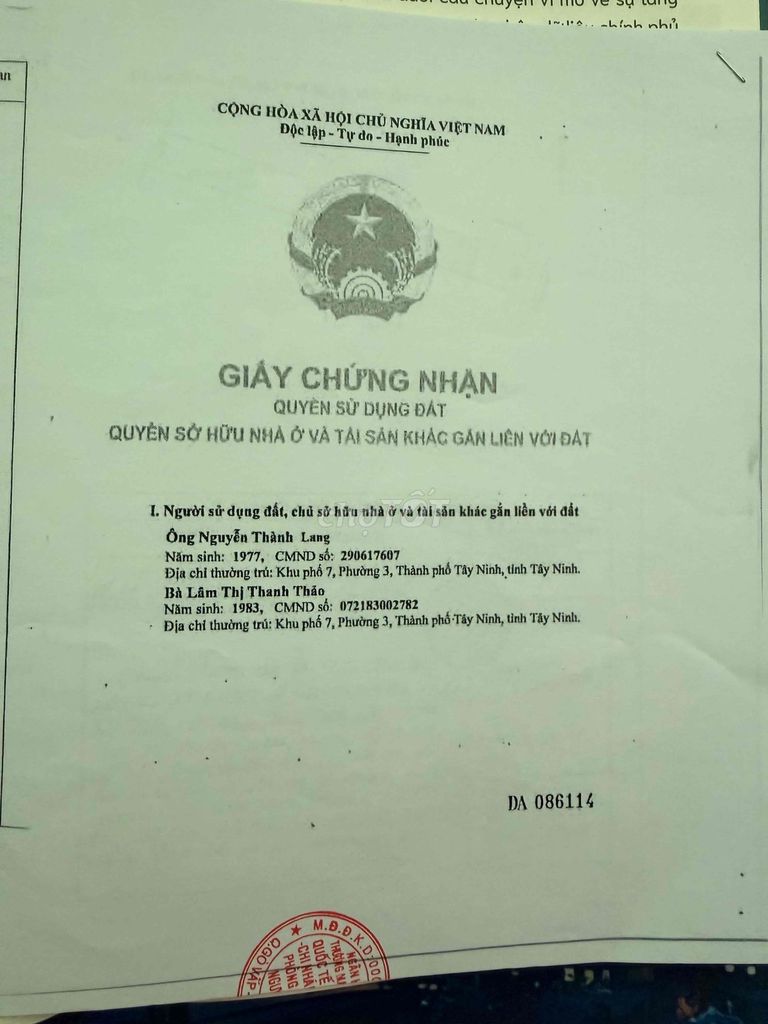 CỘNG HÒA XÃ HỘI CHỦ NGHĨA VIỆT NAM
Độc lập - Tự do - Hạnh phúc
GIẤY CHỨNG NHẬN
QUYỀN SỬ DỤNG ĐẤT
QUYỀN SỞ HỮU NHÀ Ở VÀ TÀI SẢN KHÁC GẮN LIỀN VỚI ĐẤT
I. Người sử dụng đất, chủ sở hữu nhà ở và tài sản khác gắn liền với đất
chợTỐT
Ông Nguyễn Thành Lang
Năm sinh: 1977, CMND số: 290617607
Địa chỉ thường trú: Khu phố 7, Phường 3, Thành phố Tây Ninh, tỉnh Tây Ninh.
Bà Lâm Thị Thanh Thảo
Năm sinh: 1983, CMND số: 072183002782
Địa chỉ thường trú: Khu phố 7, Phường 3, Thành phố Tây Ninh, tỉnh Tây Ninh.
DA 086114
M.Đ.Đ.K.D:
Q.GÒ VẤP
QUỐC TẾ